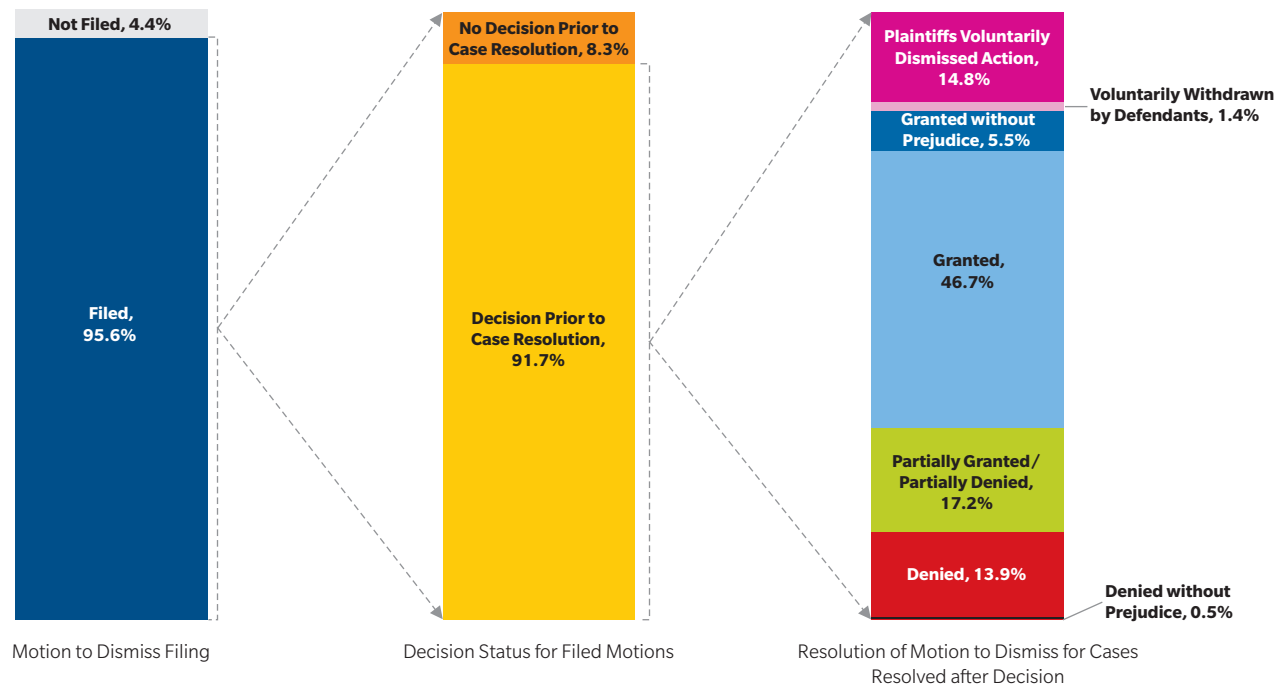 Not Filed, 4.4%
Filed,
95.6%
Motion to Dismiss Filing
No Decision Prior to
Case Resolution, 8.3%
Decision Prior to
Case Resolution,
91.7%
Decision Status for Filed Motions
Plaintiffs Voluntarily
Dismissed Action,
14.8%
Voluntarily Withdrawn
by Defendants, 1.4%
Granted without
Prejudice, 5.5%
Granted,
46.7%
Partially Granted/
Partially Denied,
17.2%
Denied, 13.9%
Denied without
Prejudice, 0.5%
Resolution of Motion to Dismiss for Cases
Resolved after Decision